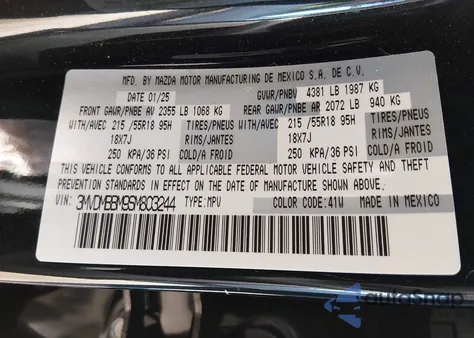 MFD. BY MAZDA MOTOR MANUFACTURING DE MEXICO S.A. DE C.V.
DATE 01/25 GVWR/PNBV 4381 LB 1987 KG
FRONT GAWR/PNBE AV 2355 LB 1068 KG REAR GAWR/PNBE AR 2072 LB 940 KG
WITH/AVEC 215 /55R18 95H TIRES/PNEUS WITH/AVEC 215 /55R18 95H TIRES/PNEUS
18X7J RIMS/JANTES 18X7J RIMS/JANTES
250 KPA/36 PSI COLD/A FROID 250 KPA/36 PSI COLD/A FROID
THIS VEHICLE CONFORMS TO ALL APPLICABLE FEDERAL MOTOR VEHICLE SAFETY AND THEFT
PREVENTION STANDARDS IN EFFECT ON THE DATE OF MANUFACTURE SHOWN ABOVE.
VIN: 3MVDMBBM9SM803244 TYPE: MPV COLOR CODE: 41W MADE IN MEXICO
autoSnap